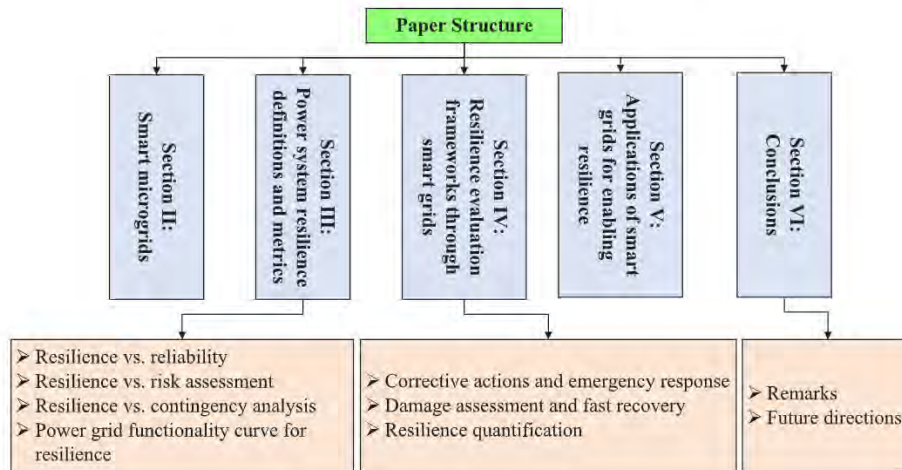 Paper Structure
Section II:
Smart microgrids
Section III:
Power system resilience
definitions and metrics
Section IV:
Resilience evaluation
frameworks through
smart grids
Section V:
Applications of smart
grids for enabling
resilience
Section VI:
Conclusions
➤ Resilience vs. reliability
➤ Resilience vs. risk assessment
➤ Resilience vs. contingency analysis
➤ Power grid functionality curve for
resilience
➤ Corrective actions and emergency response
➤ Damage assessment and fast recovery
➤ Resilience quantification
➤ Remarks
➤ Future directions